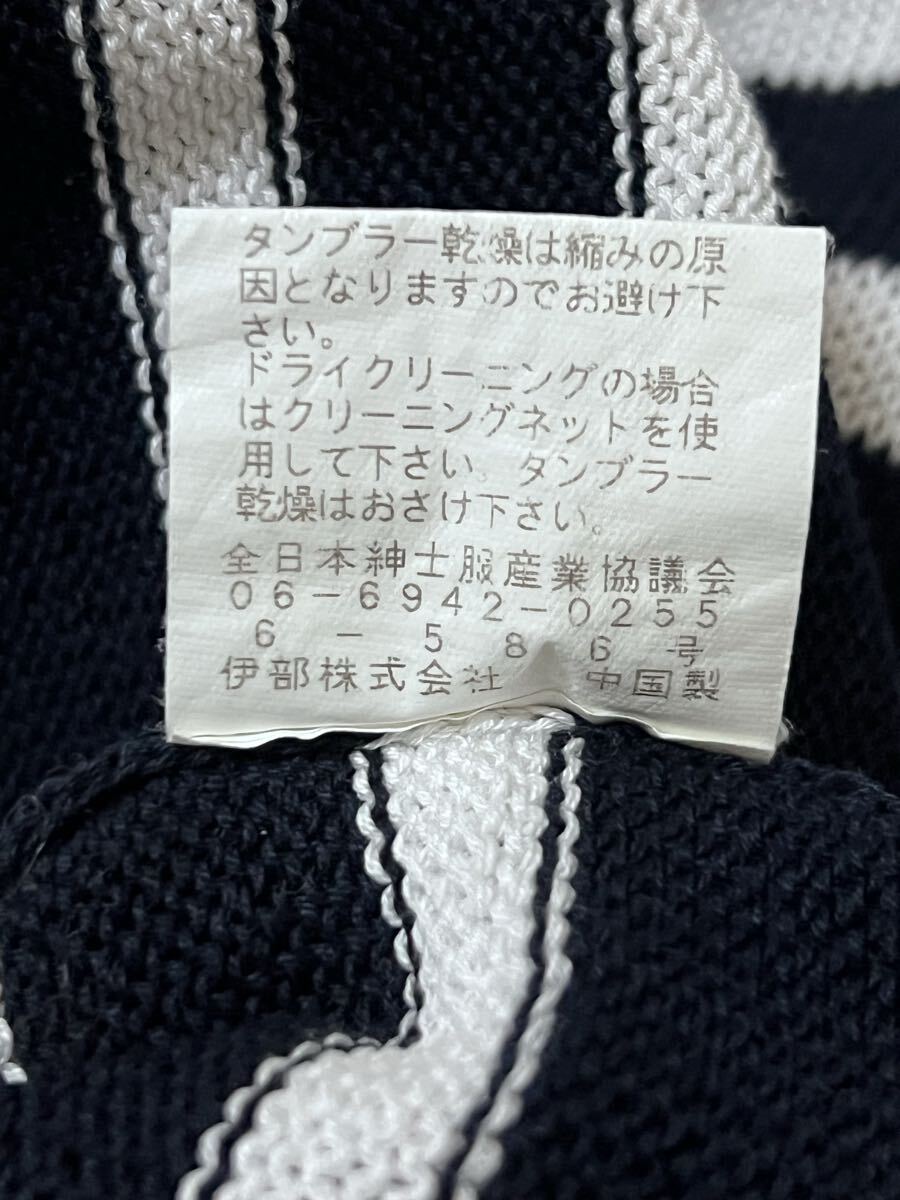 タンブラー乾燥は縮みの原
因となりますのでお避け下
さい。
ドライクリーニングの場合
はクリーニングネットを使
用して下さい。タンブラー
乾燥はおさけ下さい。
全日本紳士服産業協議会
06-6942-0255
6-586号
伊部株式会社 中国製